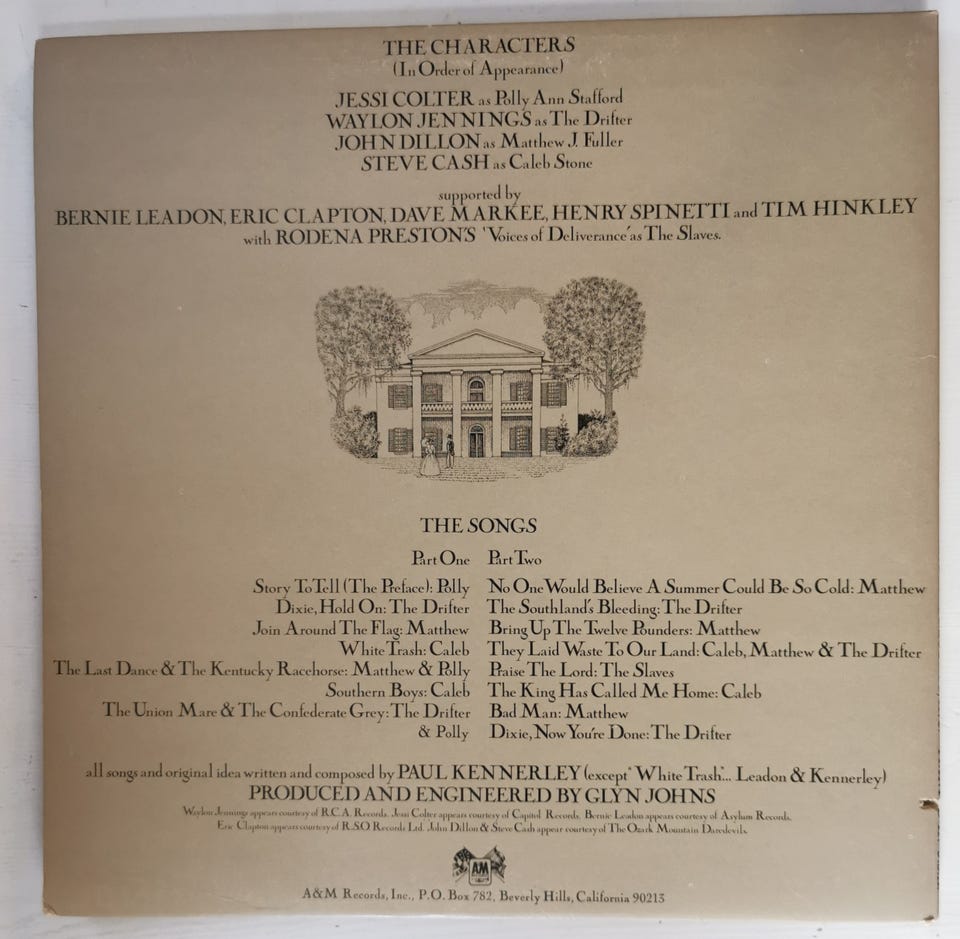 THE CHARACTERS
(In Order of Appearance)
JESSI COLTER as Polly Ann Stafford
WAYLON JENNINGS as The Drifter
JOHN DILLON as Matthew J. Fuller
STEVE CASH as Caleb Stone
supported by
BERNIE LEADON, ERIC CLAPTON, DAVE MARKEE, HENRY SPINETTI and TIM HINKLEY
with RODENA PRESTON'S 'Voices of Deliverance' as The Slaves.
THE SONGS
Part One
Story To Tell (The Preface): Polly
Dixie, Hold On: The Drifter
Join Around The Flag: Matthew
White Trash: Caleb
The Last Dance & The Kentucky Racehorse: Matthew & Polly
Southern Boys: Caleb
The Union Mare & The Confederate Grey: The Drifter
& Polly
Part Two
No One Would Believe A Summer Could Be So Cold: Matthew
The Southland's Bleeding: The Drifter
Bring Up The Twelve Pounders: Matthew
They Laid Waste To Our Land: Caleb, Matthew & The Drifter
Praise The Lord: The Slaves
The King Has Called Me Home: Caleb
Bad Man: Matthew
Dixie, Now You're Done: The Drifter
all songs and original idea written and composed by PAUL KENNERLEY (except "White Trash"... Leadon & Kennerley)
PRODUCED AND ENGINEERED BY GLYN JOHNS
Waylon Jennings appears courtesy of R.C.A. Records. Jessi Colter appears courtesy of Capitol Records. Bernie Leadon appears courtesy of Asylum Records.
Eric Clapton appears courtesy of R.S.O Records Ltd. John Dillon & Steve Cash appear courtesy of The Ozark Mountain Daredevils.
AM
A&M Records, Inc., P.O. Box 782, Beverly Hills, California 90213